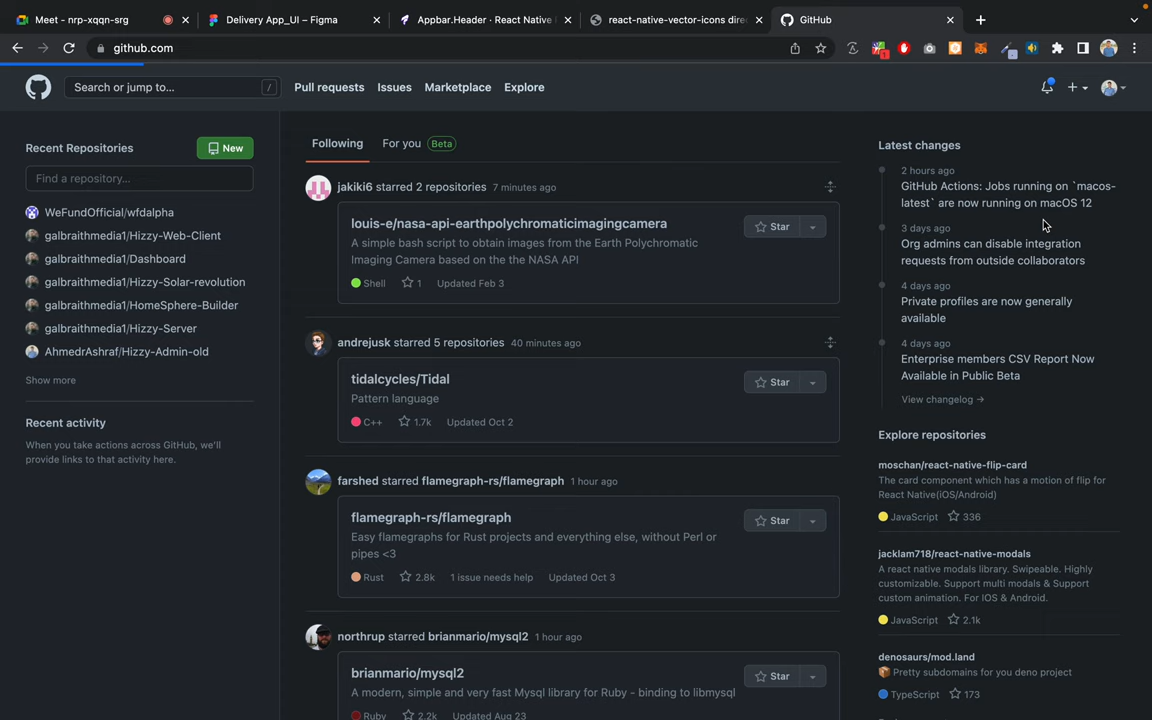 Meet - nrp-xqqn-srg
Delivery App_UI – Figma
Appbar.Header · React Native
react-native-vector-icons direc
GitHub
github.com
Search or jump to...
/
Pull requests
Issues
Marketplace
Explore
Recent Repositories
New
Find a repository...
WeFundOfficial/wfdalpha
galbraithmedia1/Hizzy-Web-Client
galbraithmedia1/Dashboard
galbraithmedia1/Hizzy-Solar-revolution
galbraithmedia1/HomeSphere-Builder
galbraithmedia1/Hizzy-Server
AhmedrAshraf/Hizzy-Admin-old
Show more
Recent activity
When you take actions across GitHub, we'll
provide links to that activity here.
Following
For you Beta
jakiki6 starred 2 repositories 7 minutes ago
louis-e/nasa-api-earthpolychromaticimagingcamera
Star
A simple bash script to obtain images from the Earth Polychromatic
Imaging Camera based on the the NASA API
Shell 1 Updated Feb 3
andrejusk starred 5 repositories 40 minutes ago
tidalcycles/Tidal
Star
Pattern language
C++ 1.7k Updated Oct 2
farshed starred flamegraph-rs/flamegraph 1 hour ago
flamegraph-rs/flamegraph
Star
Easy flamegraphs for Rust projects and everything else, without Perl or
pipes <3
Rust 2.8k 1 issue needs help Updated Oct 3
northrup starred brianmario/mysql2 1 hour ago
brianmario/mysql2
Star
A modern, simple and very fast Mysql library for Ruby - binding to libmysql
Ruby 2.2k Updated Aug 23
Latest changes
2 hours ago
GitHub Actions: Jobs running on `macos-
latest` are now running on macOS 12
3 days ago
Org admins can disable integration
requests from outside collaborators
4 days ago
Private profiles are now generally
available
4 days ago
Enterprise members CSV Report Now
Available in Public Beta
View changelog →
Explore repositories
moschan/react-native-flip-card
The card component which has a motion of flip for
React Native(iOS/Android)
JavaScript 336
jacklam718/react-native-modals
A react native modals library. Swipeable. Highly
customizable. Support multi modals & Support
custom animation. For IOS & Android.
JavaScript 2.1k
denosaurs/mod.land
Pretty subdomains for you deno project
TypeScript 173